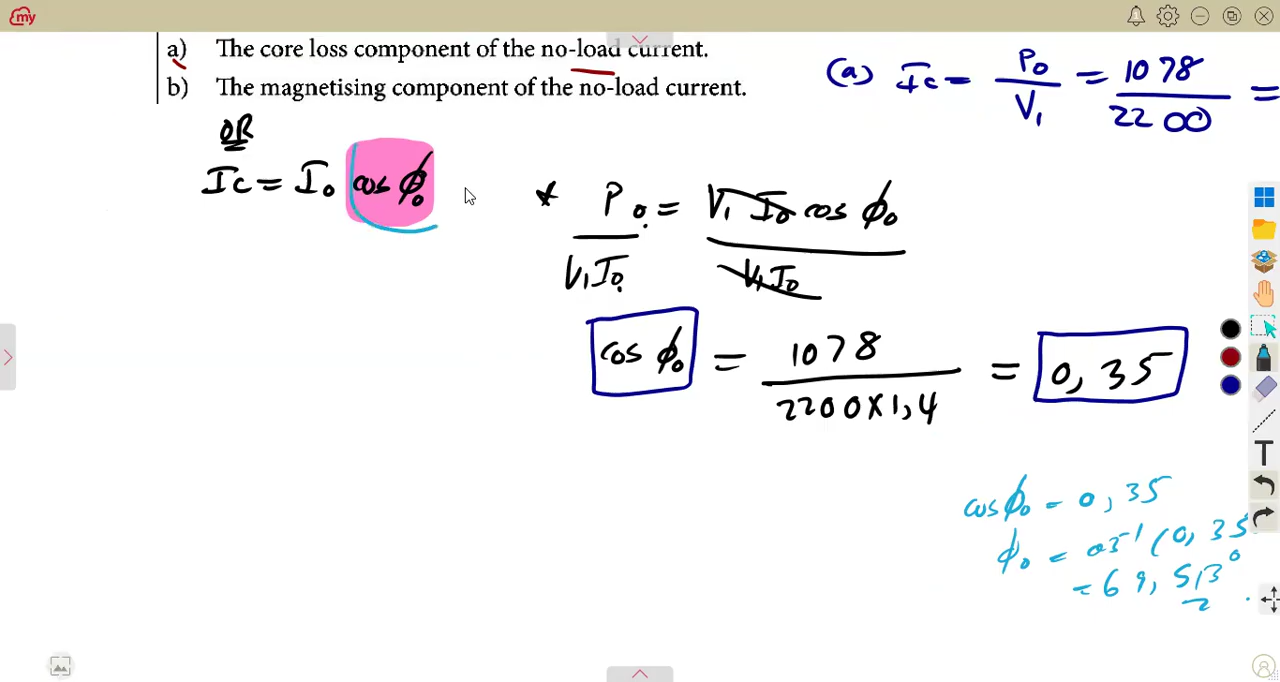 my
a) The core loss component of the no-load current.
b) The magnetising component of the no-load current.
(a) Ic = P₀/V₁ = 1078/2200 =
OR
Ic = I₀ cos ϕ₀
* P₀/V₁I₀ = V₁ I₀ cos ϕ₀/V₁I₀
cos ϕ₀ = 1078/2200×1,4 = 0,35
cos ϕ₀ = 0,35
ϕ₀ = cos⁻¹ (0,35
= 69,513°
T